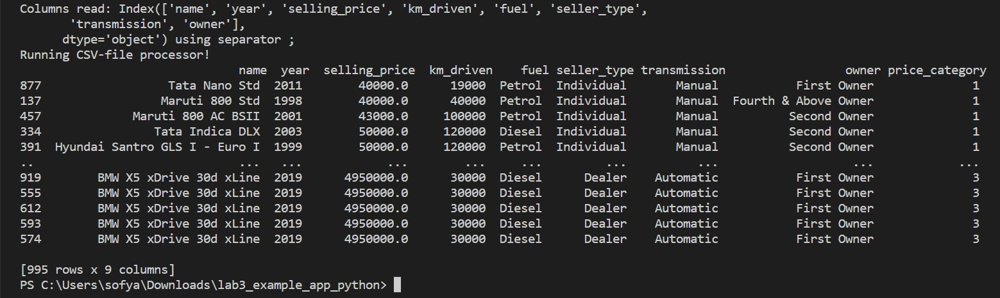 Columns read: Index(['name', 'year', 'selling_price', 'km_driven', 'fuel', 'seller_type',
       'transmission', 'owner'],
      dtype='object') using separator ;
Running CSV-file processor!
                               name  year  selling_price  km_driven    fuel seller_type transmission                 owner price_category
877                   Tata Nano Std  2011        40000.0      19000  Petrol  Individual       Manual           First Owner              1
137                  Maruti 800 Std  1998        40000.0      40000  Petrol  Individual       Manual  Fourth & Above Owner              1
457              Maruti 800 AC BSII  2001        43000.0     100000  Petrol  Individual       Manual          Second Owner              1
334                 Tata Indica DLX  2003        50000.0     120000  Diesel  Individual       Manual          Second Owner              1
391  Hyundai Santro GLS I - Euro I  1999        50000.0     120000  Petrol  Individual       Manual          Second Owner              1
..                              ...   ...            ...        ...     ...         ...          ...                   ...            ...
919         BMW X5 xDrive 30d xLine  2019      4950000.0      30000  Diesel      Dealer    Automatic           First Owner              3
555         BMW X5 xDrive 30d xLine  2019      4950000.0      30000  Diesel      Dealer    Automatic           First Owner              3
612         BMW X5 xDrive 30d xLine  2019      4950000.0      30000  Diesel      Dealer    Automatic           First Owner              3
593         BMW X5 xDrive 30d xLine  2019      4950000.0      30000  Diesel      Dealer    Automatic           First Owner              3
574         BMW X5 xDrive 30d xLine  2019      4950000.0      30000  Diesel      Dealer    Automatic           First Owner              3
[995 rows x 9 columns]
PS C:\Users\sofya\Downloads\lab3_example_app_python>